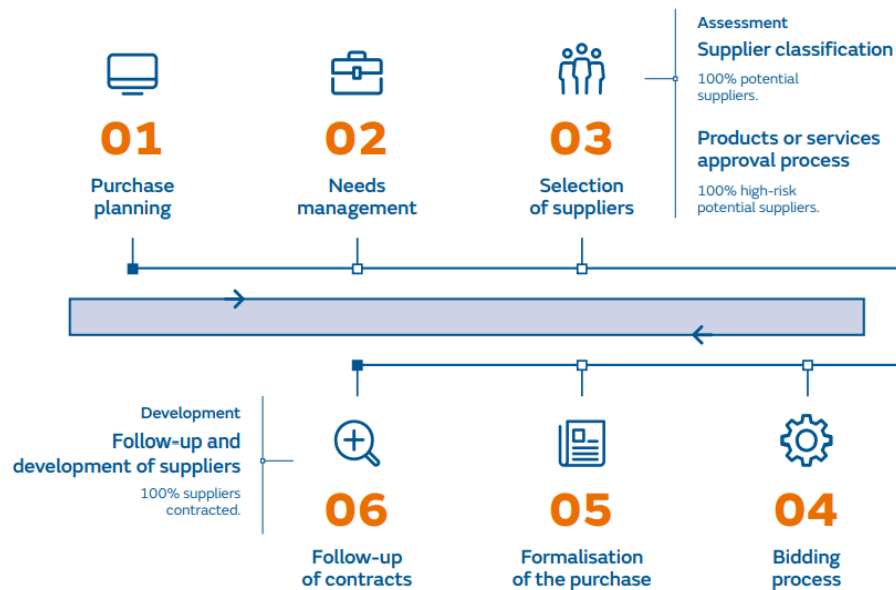 01
Purchase
planning
02
Needs
management
03
Selection
of suppliers
Assessment
Supplier classification
100% potential
suppliers.
Products or services
approval process
100% high-risk
potential suppliers.
Development
Follow-up and
development of suppliers
100% suppliers
contracted.
06
Follow-up
of contracts
05
Formalisation
of the purchase
04
Bidding
process